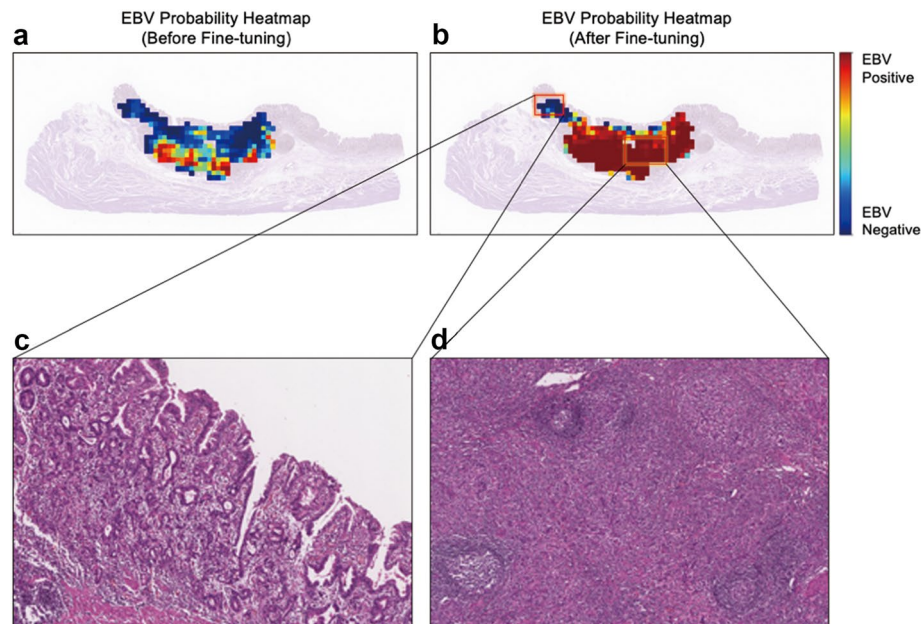 EBV Probability Heatmap
(Before Fine-tuning)
EBV Probability Heatmap
(After Fine-tuning)
a
b
EBV
Positive
EBV
Negative
c
d